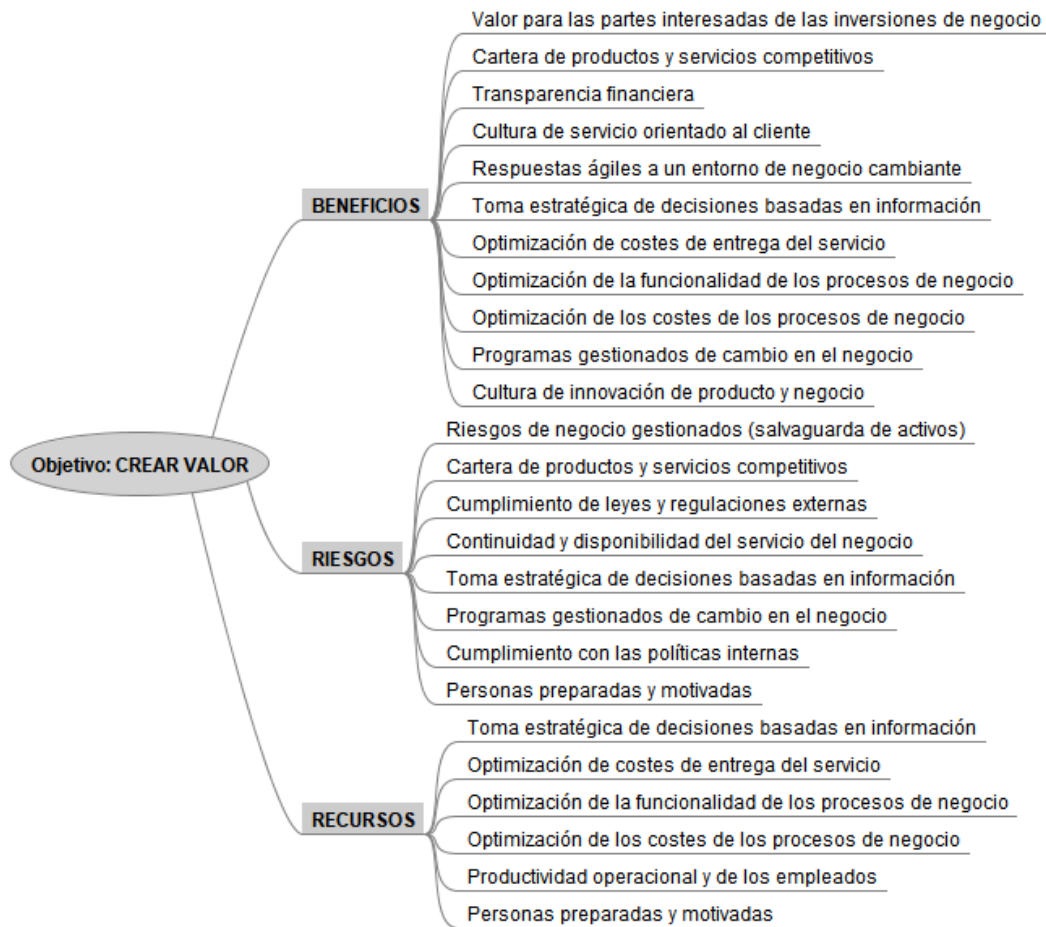 Objetivo: CREAR VALOR
BENEFICIOS
Valor para las partes interesadas de las inversiones de negocio
Cartera de productos y servicios competitivos
Transparencia financiera
Cultura de servicio orientado al cliente
Respuestas ágiles a un entorno de negocio cambiante
Toma estratégica de decisiones basadas en información
Optimización de costes de entrega del servicio
Optimización de la funcionalidad de los procesos de negocio
Optimización de los costes de los procesos de negocio
Programas gestionados de cambio en el negocio
Cultura de innovación de producto y negocio
RIESGOS
Riesgos de negocio gestionados (salvaguarda de activos)
Cartera de productos y servicios competitivos
Cumplimiento de leyes y regulaciones externas
Continuidad y disponibilidad del servicio del negocio
Toma estratégica de decisiones basadas en información
Programas gestionados de cambio en el negocio
Cumplimiento con las políticas internas
Personas preparadas y motivadas
RECURSOS
Toma estratégica de decisiones basadas en información
Optimización de costes de entrega del servicio
Optimización de la funcionalidad de los procesos de negocio
Optimización de los costes de los procesos de negocio
Productividad operacional y de los empleados
Personas preparadas y motivadas